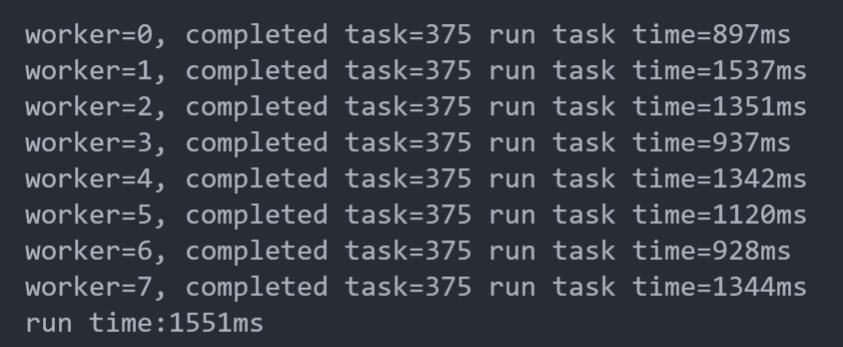 worker=0, completed task=375 run task time=897ms
worker=1, completed task=375 run task time=1537ms
worker=2, completed task=375 run task time=1351ms
worker=3, completed task=375 run task time=937ms
worker=4, completed task=375 run task time=1342ms
worker=5, completed task=375 run task time=1120ms
worker=6, completed task=375 run task time=928ms
worker=7, completed task=375 run task time=1344ms
run time:1551ms